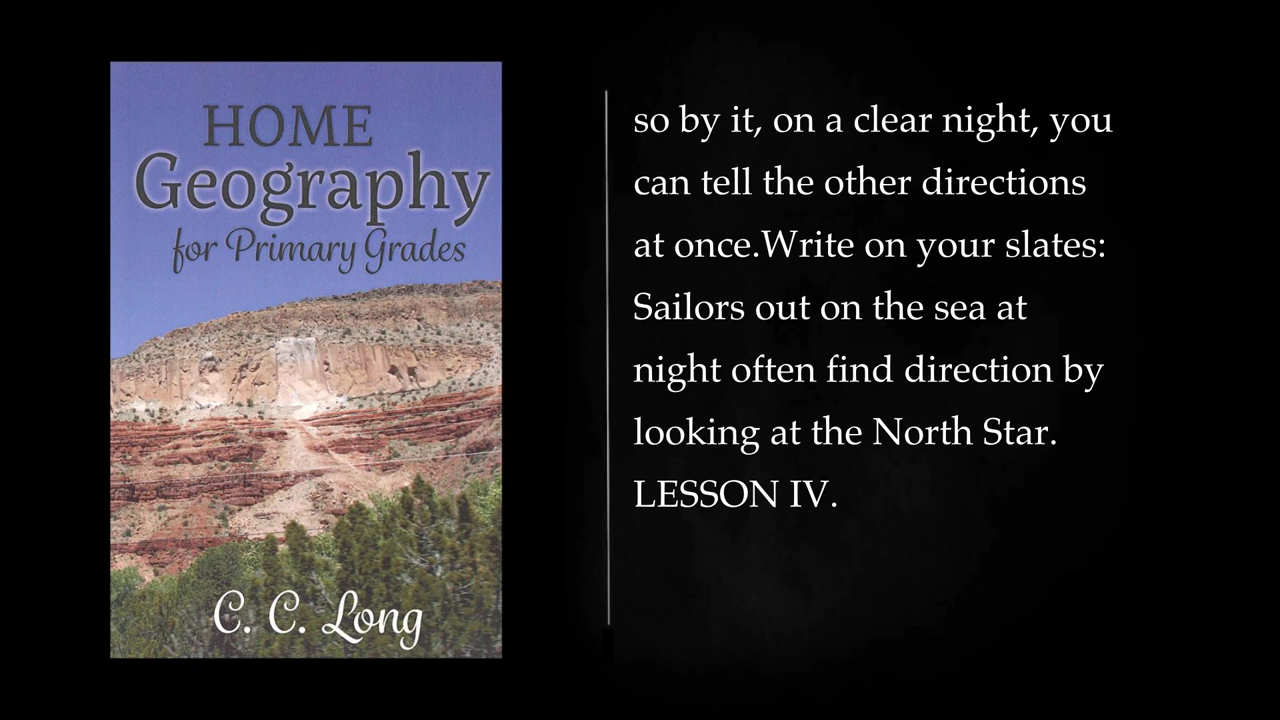 HOME
Geography
for Primary Grades
C. C. Long
so by it, on a clear night, you
can tell the other directions
at once.Write on your slates:
Sailors out on the sea at
night often find direction by
looking at the North Star.
LESSON IV.